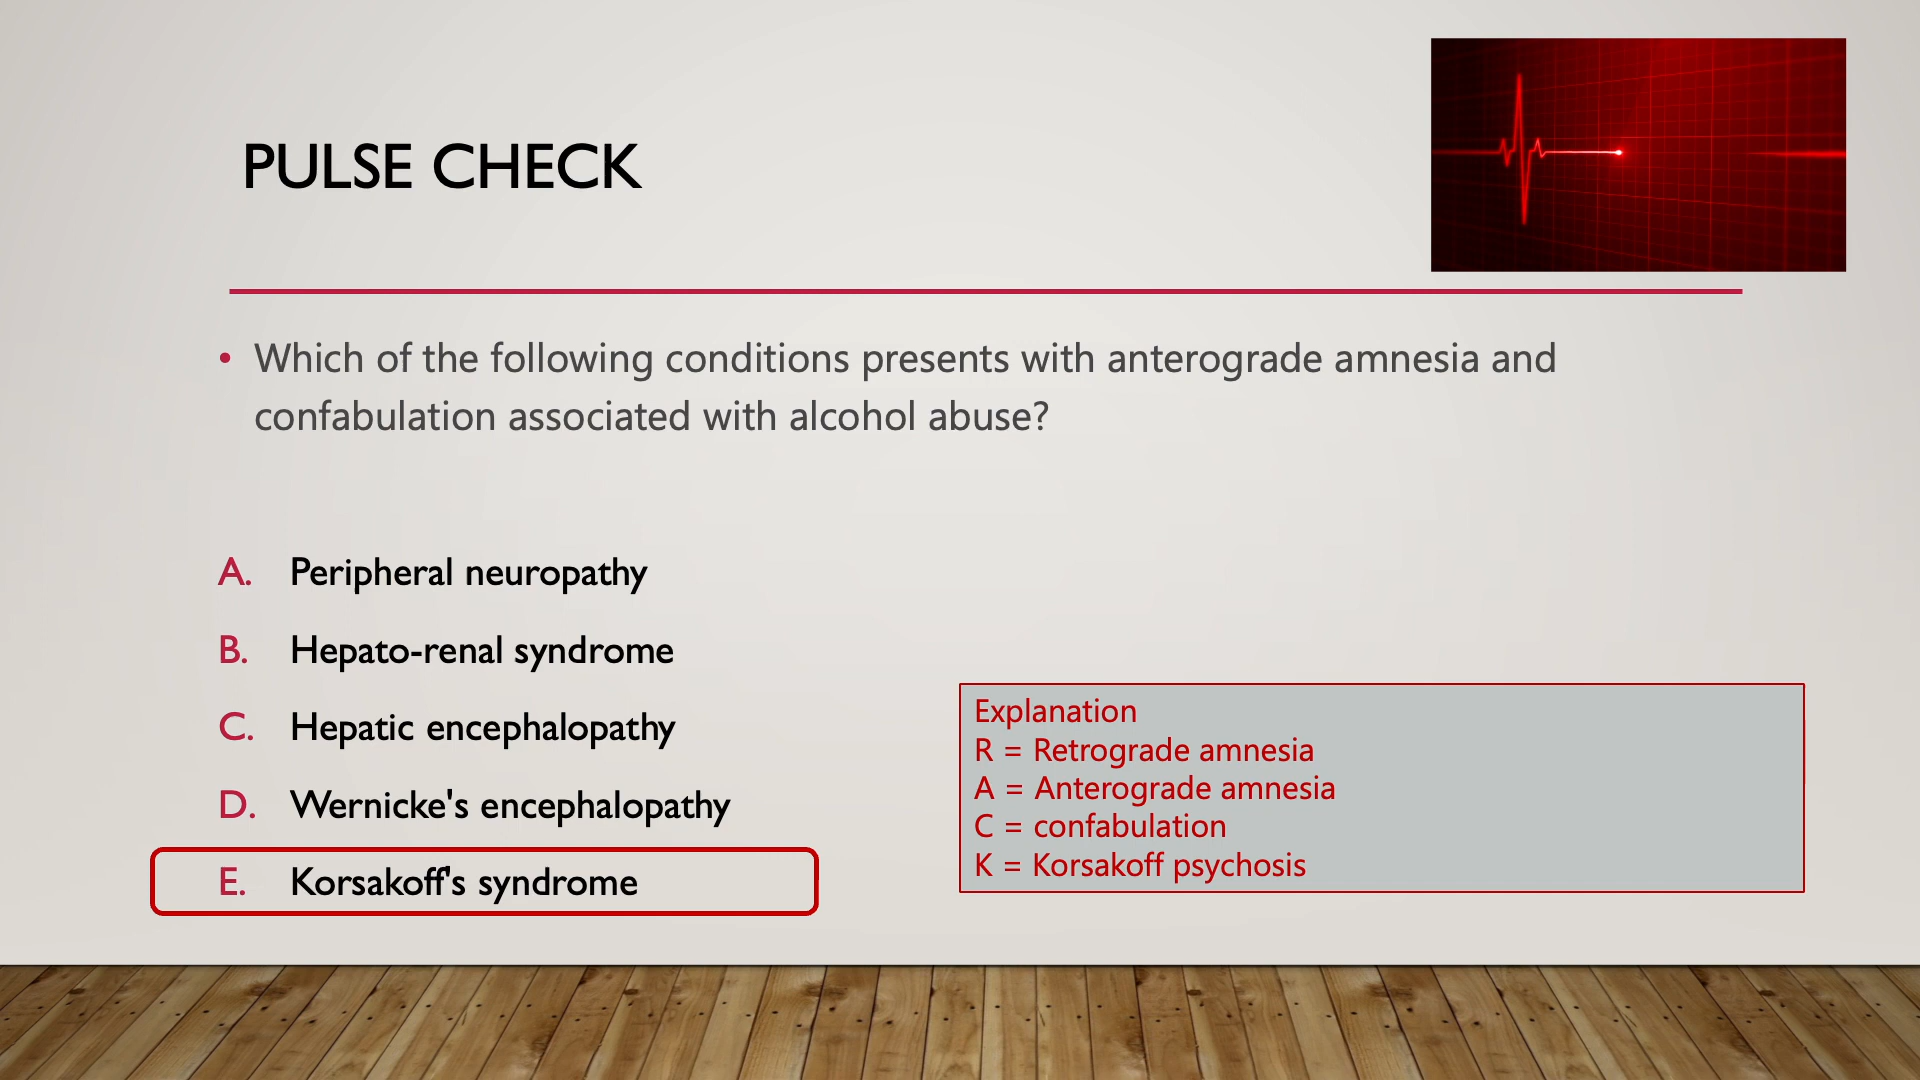 PULSE CHECK
• Which of the following conditions presents with anterograde amnesia and
confabulation associated with alcohol abuse?
A. Peripheral neuropathy
B. Hepato-renal syndrome
C. Hepatic encephalopathy
D. Wernicke's encephalopathy
E. Korsakoff's syndrome
Explanation
R = Retrograde amnesia
A = Anterograde amnesia
C = confabulation
K = Korsakoff psychosis